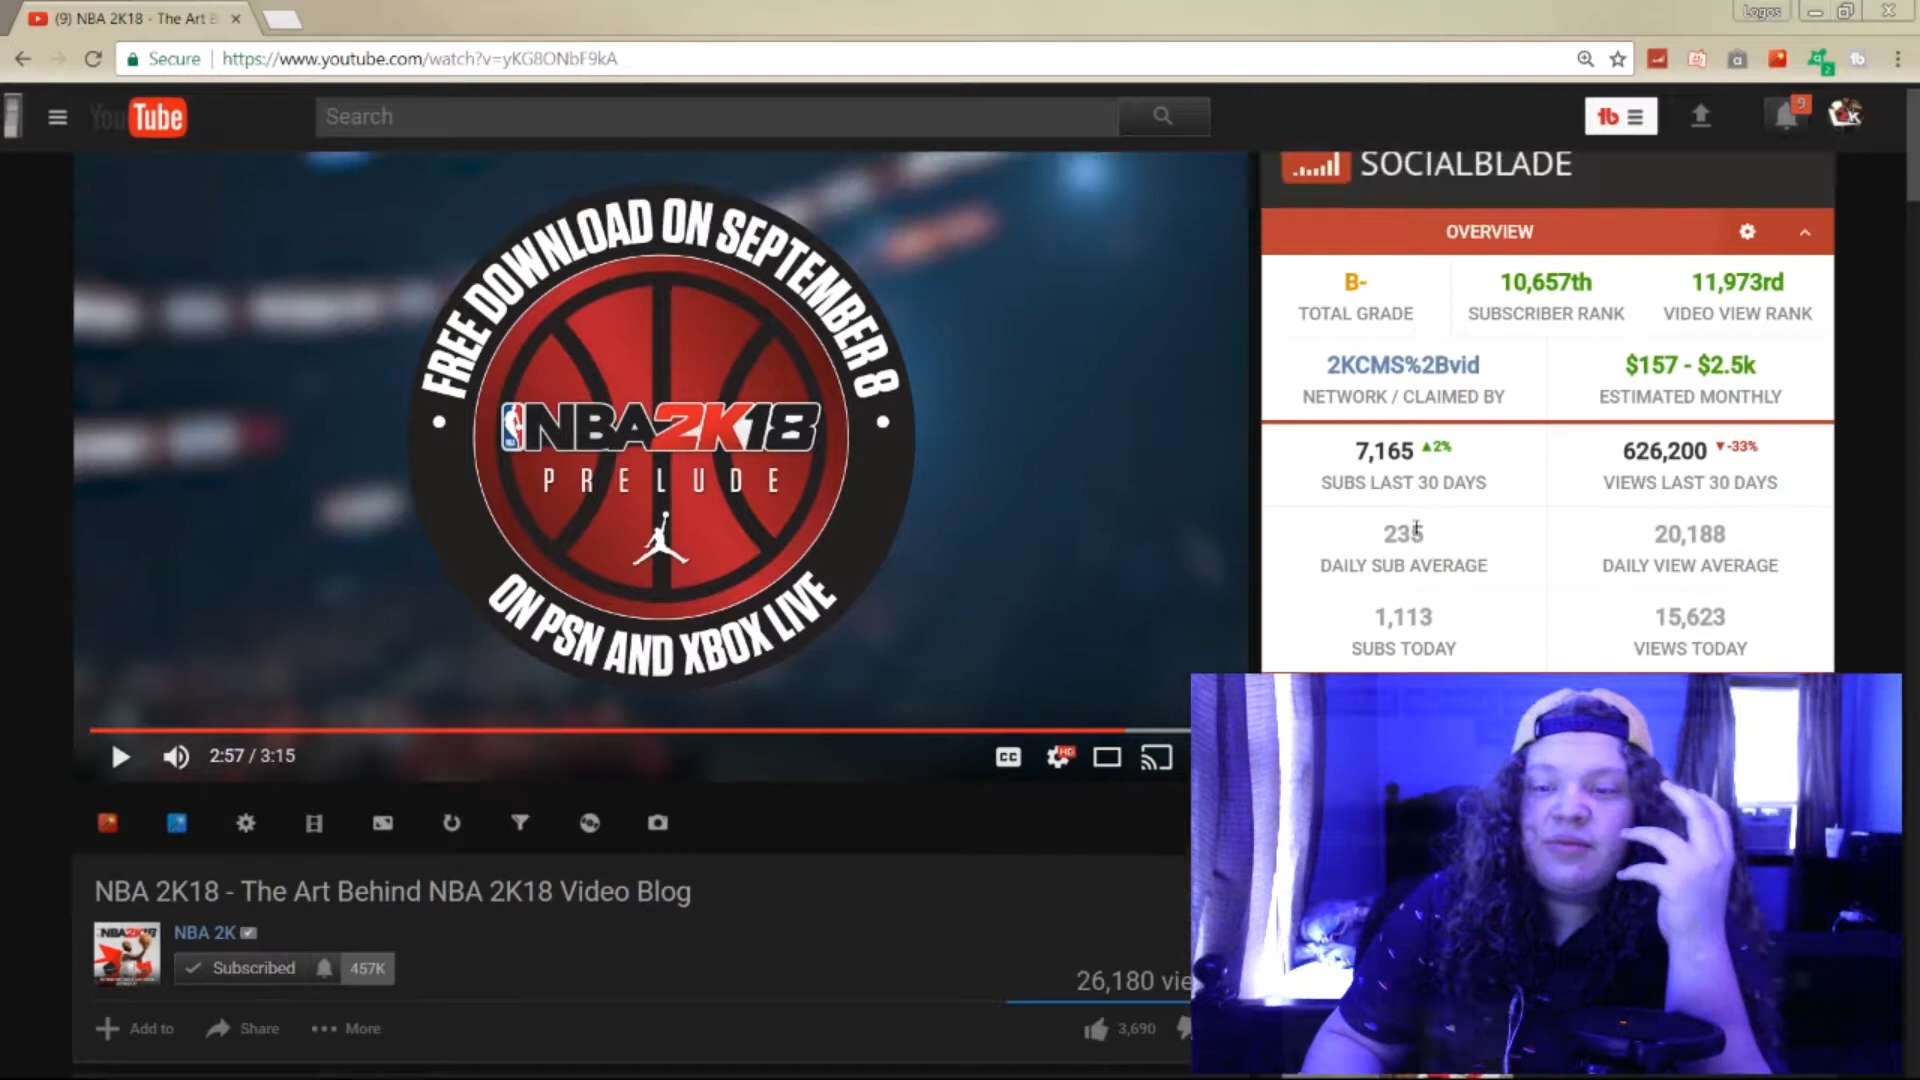 (9) NBA 2K18 - The Art B
Logos
Secure
https://www.youtube.com/watch?v=yKG8ONbF9kA
YouTube
Search
9
SOCIALBLADE
OVERVIEW
B-
10,657th
11,973rd
TOTAL GRADE
SUBSCRIBER RANK
VIDEO VIEW RANK
2KCMS%2Bvid
$157 - $2.5k
NETWORK / CLAIMED BY
ESTIMATED MONTHLY
7,165 2%
626,200 -33%
SUBS LAST 30 DAYS
VIEWS LAST 30 DAYS
235
20,188
DAILY SUB AVERAGE
DAILY VIEW AVERAGE
1,113
15,623
SUBS TODAY
VIEWS TODAY
FREE DOWNLOAD ON SEPTEMBER 8
NBA2K18
PRELUDE
ON PSN AND XBOX LIVE
2:57 / 3:15
CC
HD
NBA 2K18 - The Art Behind NBA 2K18 Video Blog
NBA 2K
Subscribed
457K
26,180 vie
Add to
Share
More
3,690